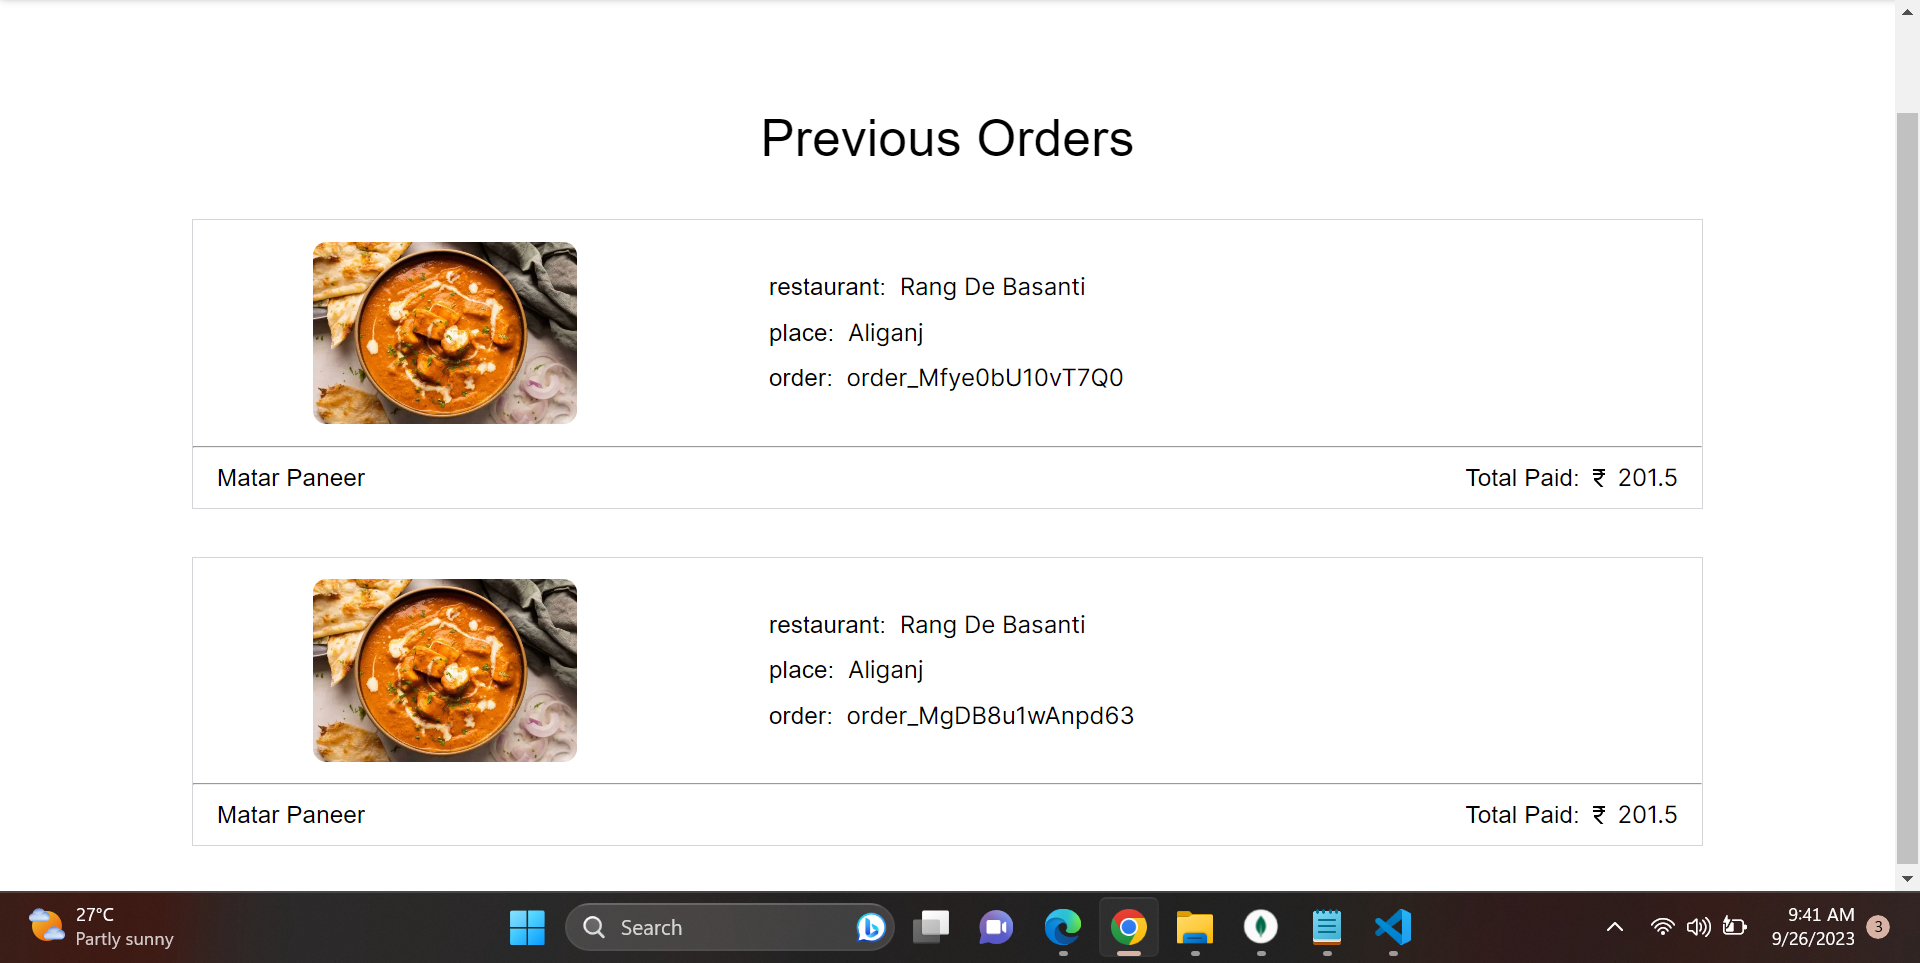 Previous Orders
restaurant: Rang De Basanti
place: Aliganj
order: order_Mfye0bU10vT7Q0
Matar Paneer
Total Paid: ₹ 201.5
restaurant: Rang De Basanti
place: Aliganj
order: order_MgDB8u1wAnpd63
Matar Paneer
Total Paid: ₹ 201.5
27°C
Partly sunny
Search
9:41 AM
9/26/2023
3